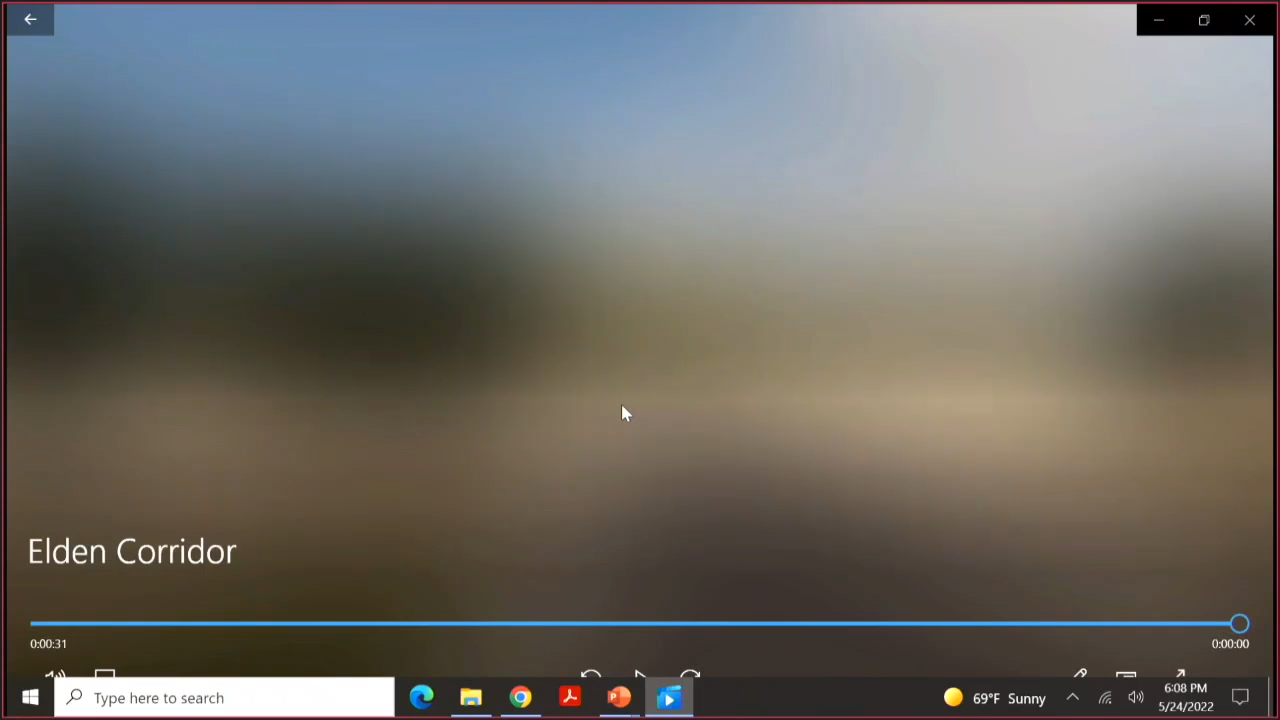 Elden Corridor
0:00:31
0:00:00
Type here to search
69°F Sunny
6:08 PM
5/24/2022